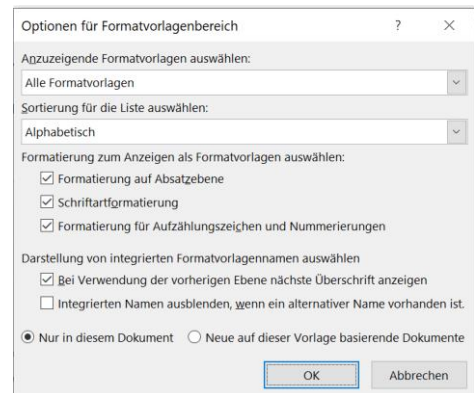 Optionen für Formatvorlagenbereich
Anzuzeigende Formatvorlagen auswählen:
Alle Formatvorlagen
Sortierung für die Liste auswählen:
Alphabetisch
Formatierung zum Anzeigen als Formatvorlagen auswählen:
Formatierung auf Absatzebene
Schriftartformatierung
Formatierung für Aufzählungszeichen und Nummerierungen
Darstellung von integrierten Formatvorlagennamen auswählen
Bei Verwendung der vorherigen Ebene nächste Überschrift anzeigen
Integrierten Namen ausblenden, wenn ein alternativer Name vorhanden ist.
Nur in diesem Dokument Neue auf dieser Vorlage basierende Dokumente
OK Abbrechen